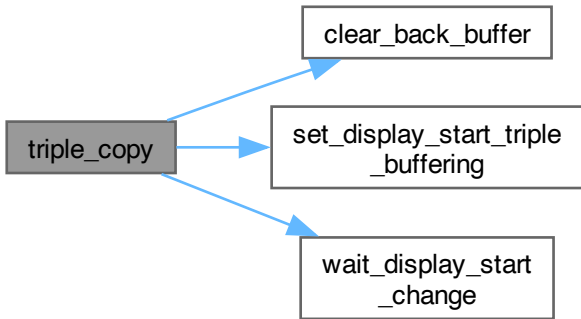 clear_back_buffer
triple_copy
set_display_start_triple
_buffering
wait_display_start
_change